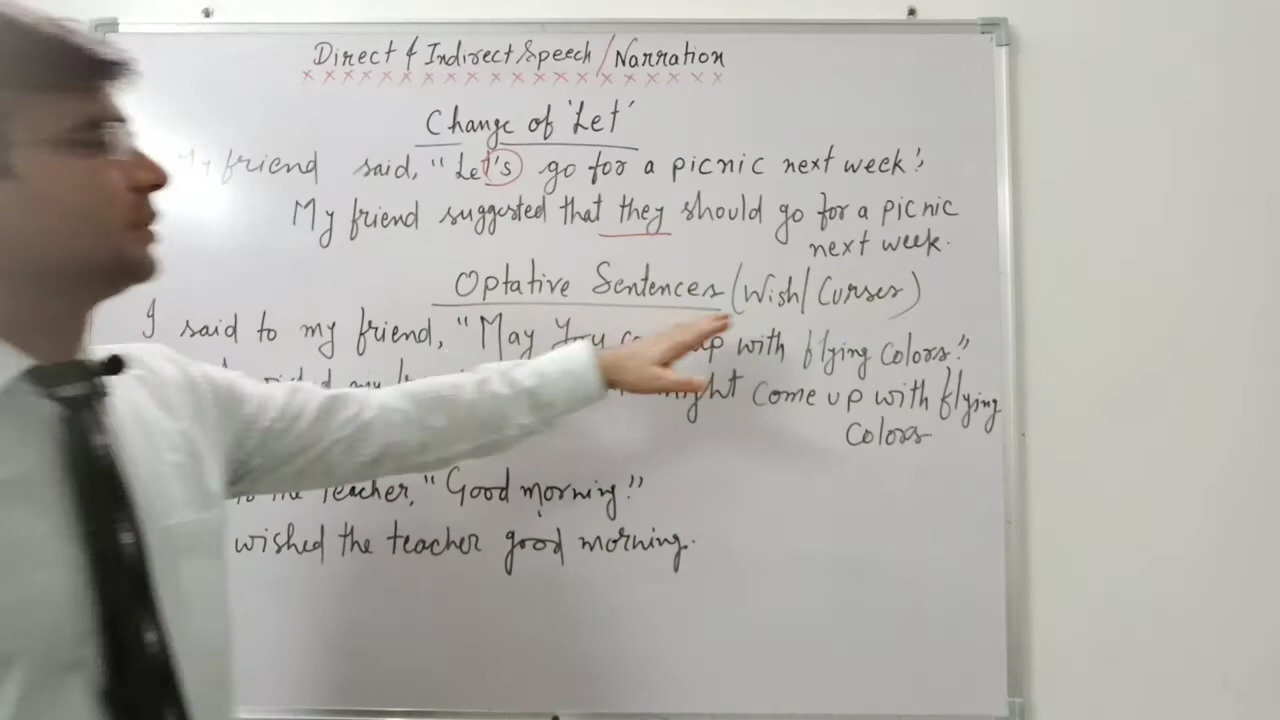 Direct & Indirect Speech/Narration
Change of 'Let'
friend said, "Let's go for a picnic next week."
My friend suggested that they should go for a picnic
next week.
Optative Sentences (Wish/Curses)
I said to my friend, "May You up with flying colors."
might come up with flying
Colors
to the teacher, "Good morning."
wished the teacher good morning.